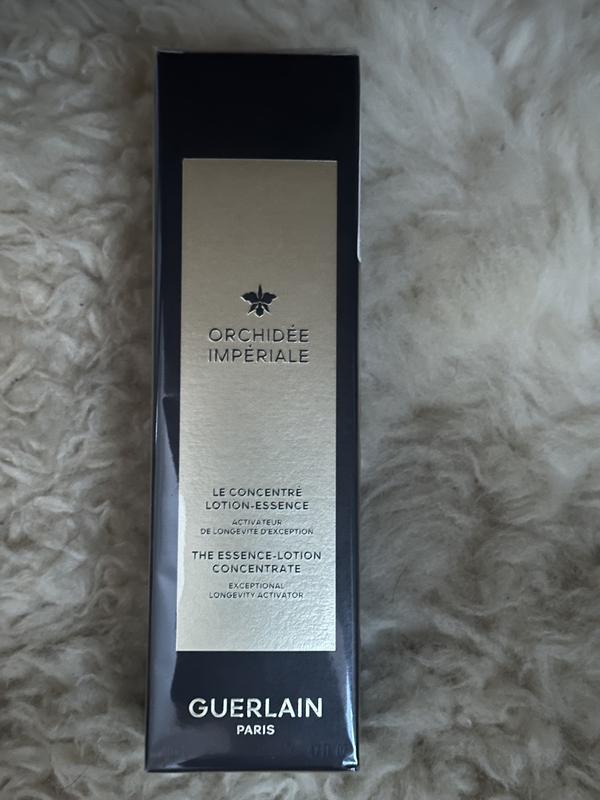 ORCHIDÉE
IMPÉRIALE
LE CONCENTRÉ
LOTION-ESSENCE
ACTIVATEUR
DE LONGÉVITÉ D'EXCEPTION
THE ESSENCE-LOTION
CONCENTRATE
EXCEPTIONAL
LONGEVITY ACTIVATOR
GUERLAIN
PARIS